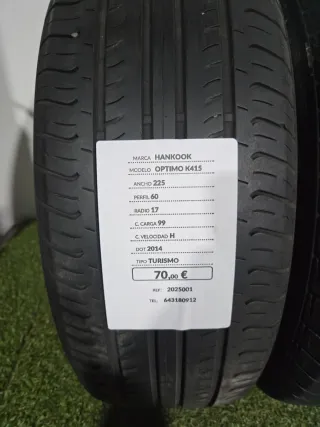 MARCA HANKOOK
MODELO OPTIMO K415
ANCHO 225
PERFIL 60
RADIO 17
C. CARGA 99
C. VELOCIDAD H
DOT 2014
TIPO TURISMO
70,00 €
REF: 2025001
TEL. 643180912